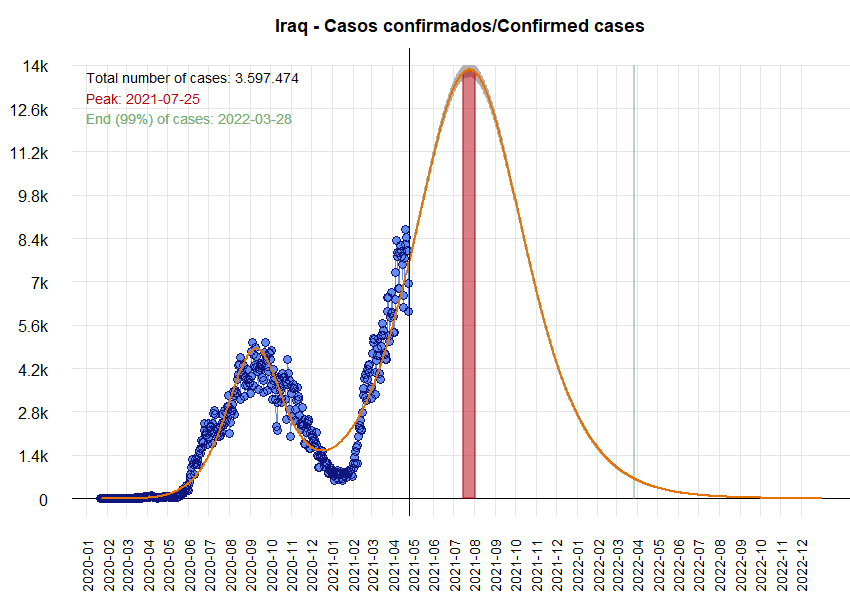 Iraq - Casos confirmados/Confirmed cases
Total number of cases: 3.597.474
Peak: 2021-07-25
End (99%) of cases: 2022-03-28
14k
12.6k
11.2k
9.8k
8.4k
7k
5.6k
4.2k
2.8k
1.4k
0
2020-01
2020-02
2020-03
2020-04
2020-05
2020-06
2020-07
2020-08
2020-09
2020-10
2020-11
2020-12
2021-01
2021-02
2021-03
2021-04
2021-05
2021-06
2021-07
2021-08
2021-09
2021-10
2021-11
2021-12
2022-01
2022-02
2022-03
2022-04
2022-05
2022-06
2022-07
2022-08
2022-09
2022-10
2022-11
2022-12